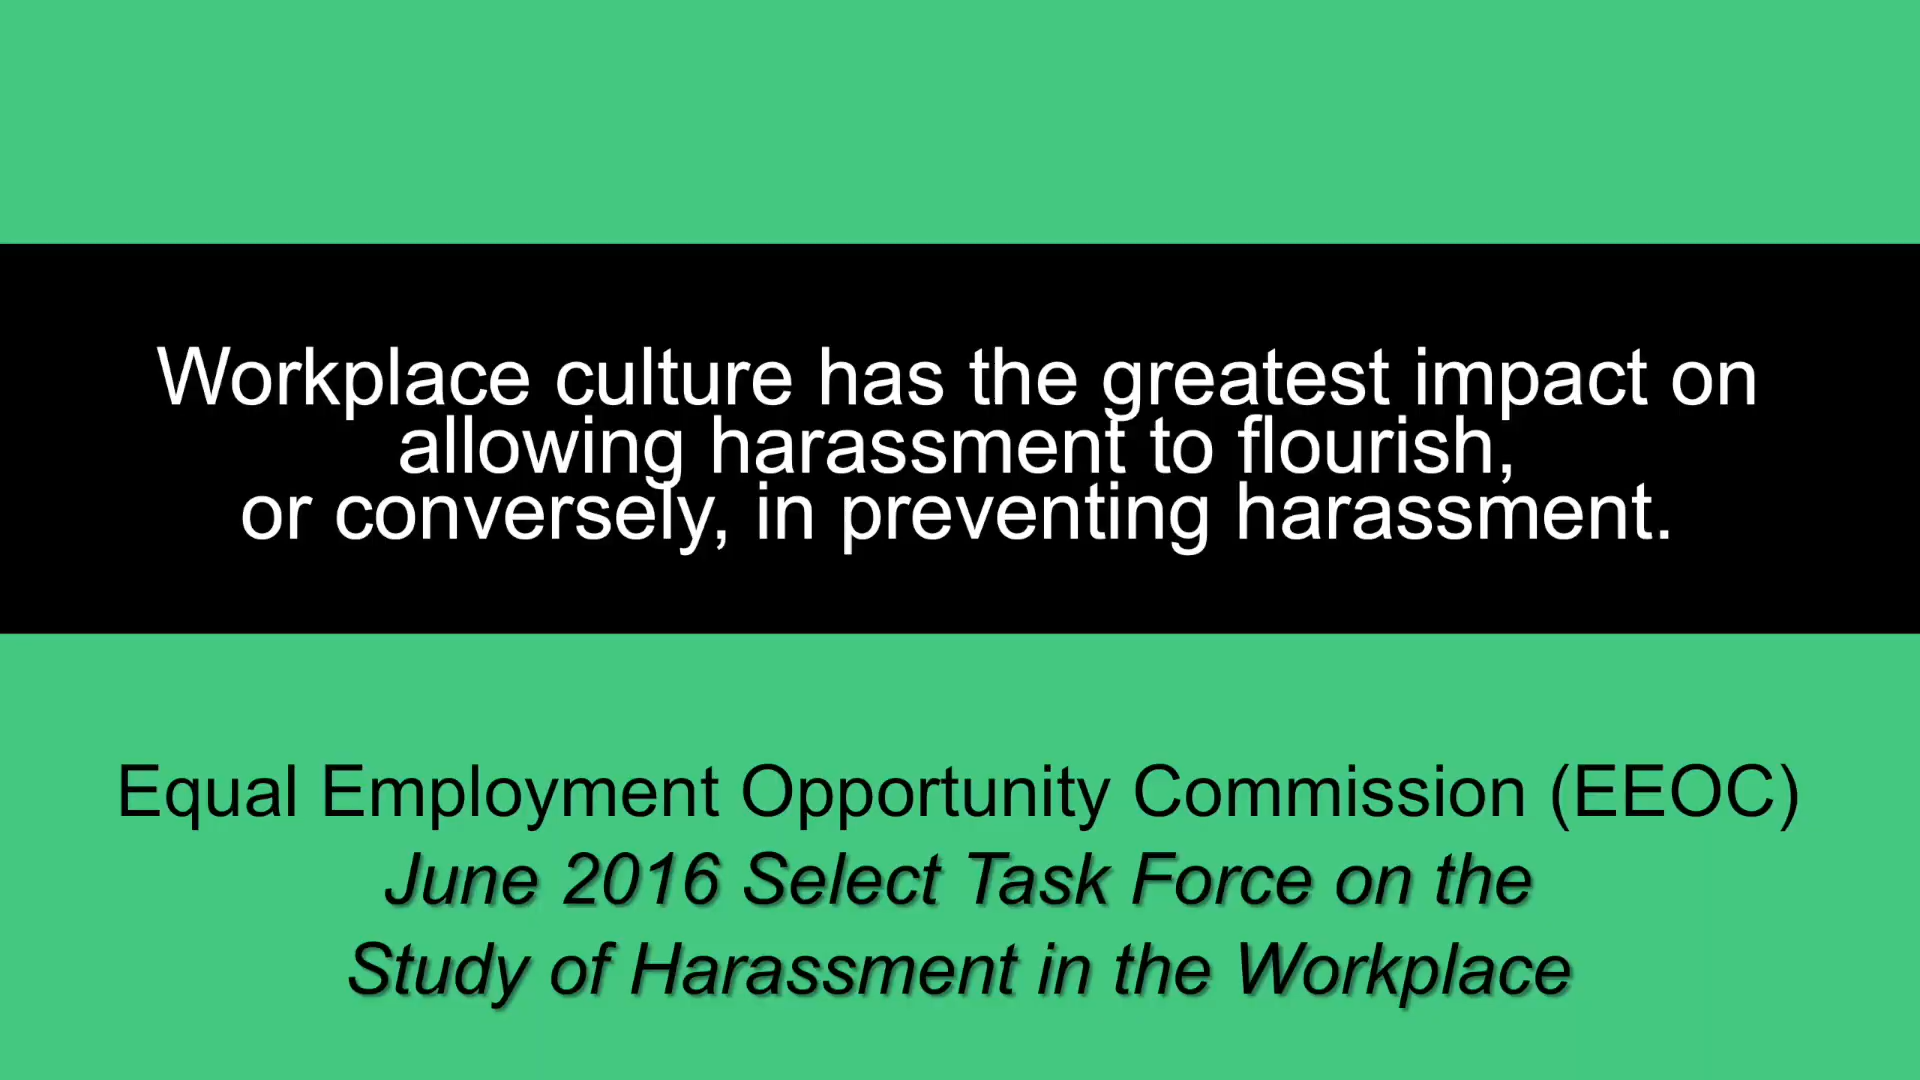 Workplace culture has the greatest impact on
allowing harassment to flourish,
or conversely, in preventing harassment.
Equal Employment Opportunity Commission (EEOC)
June 2016 Select Task Force on the
Study of Harassment in the Workplace